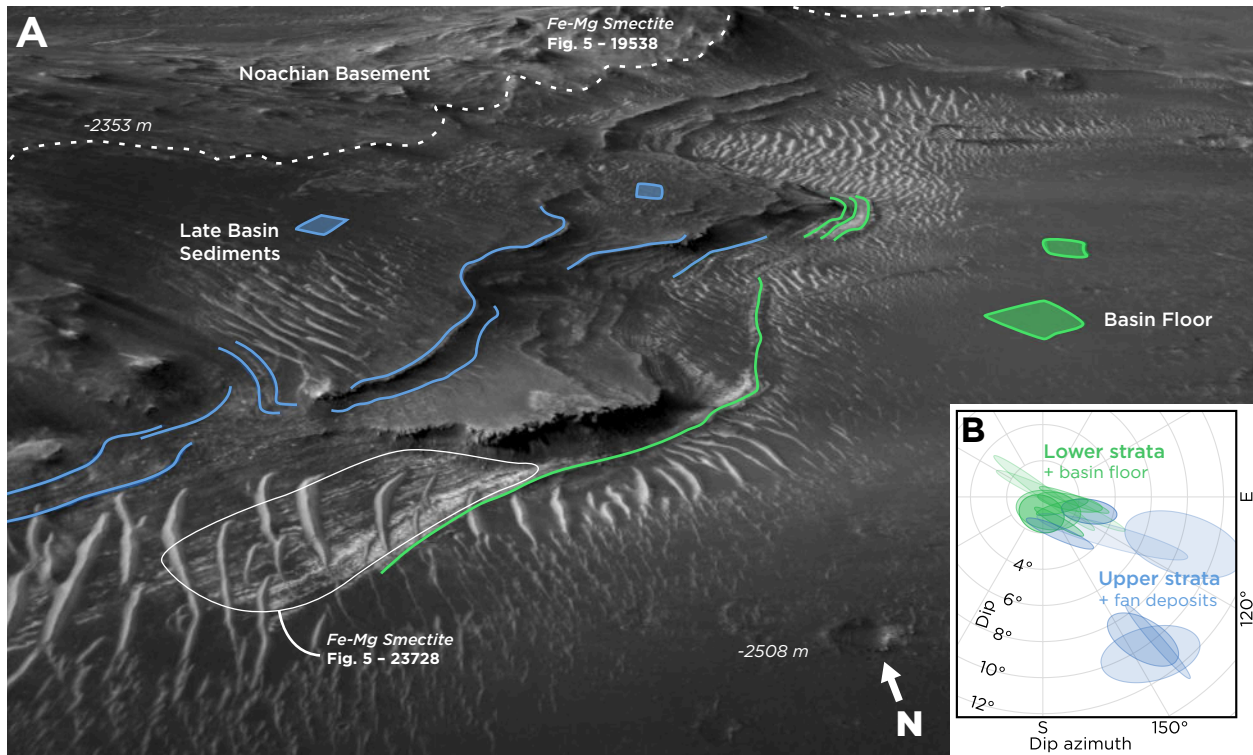 A
Fe-Mg Smectite
Fig. 5 – 19538
Noachian Basement
-2353 m
Late Basin
Sediments
Basin Floor
Fe-Mg Smectite
Fig. 5 – 23728
-2508 m
N
B
Lower strata
+ basin floor
E
4°
Upper strata
+ fan deposits
Dip
6°
8°
10°
12°
120°
S
150°
Dip azimuth